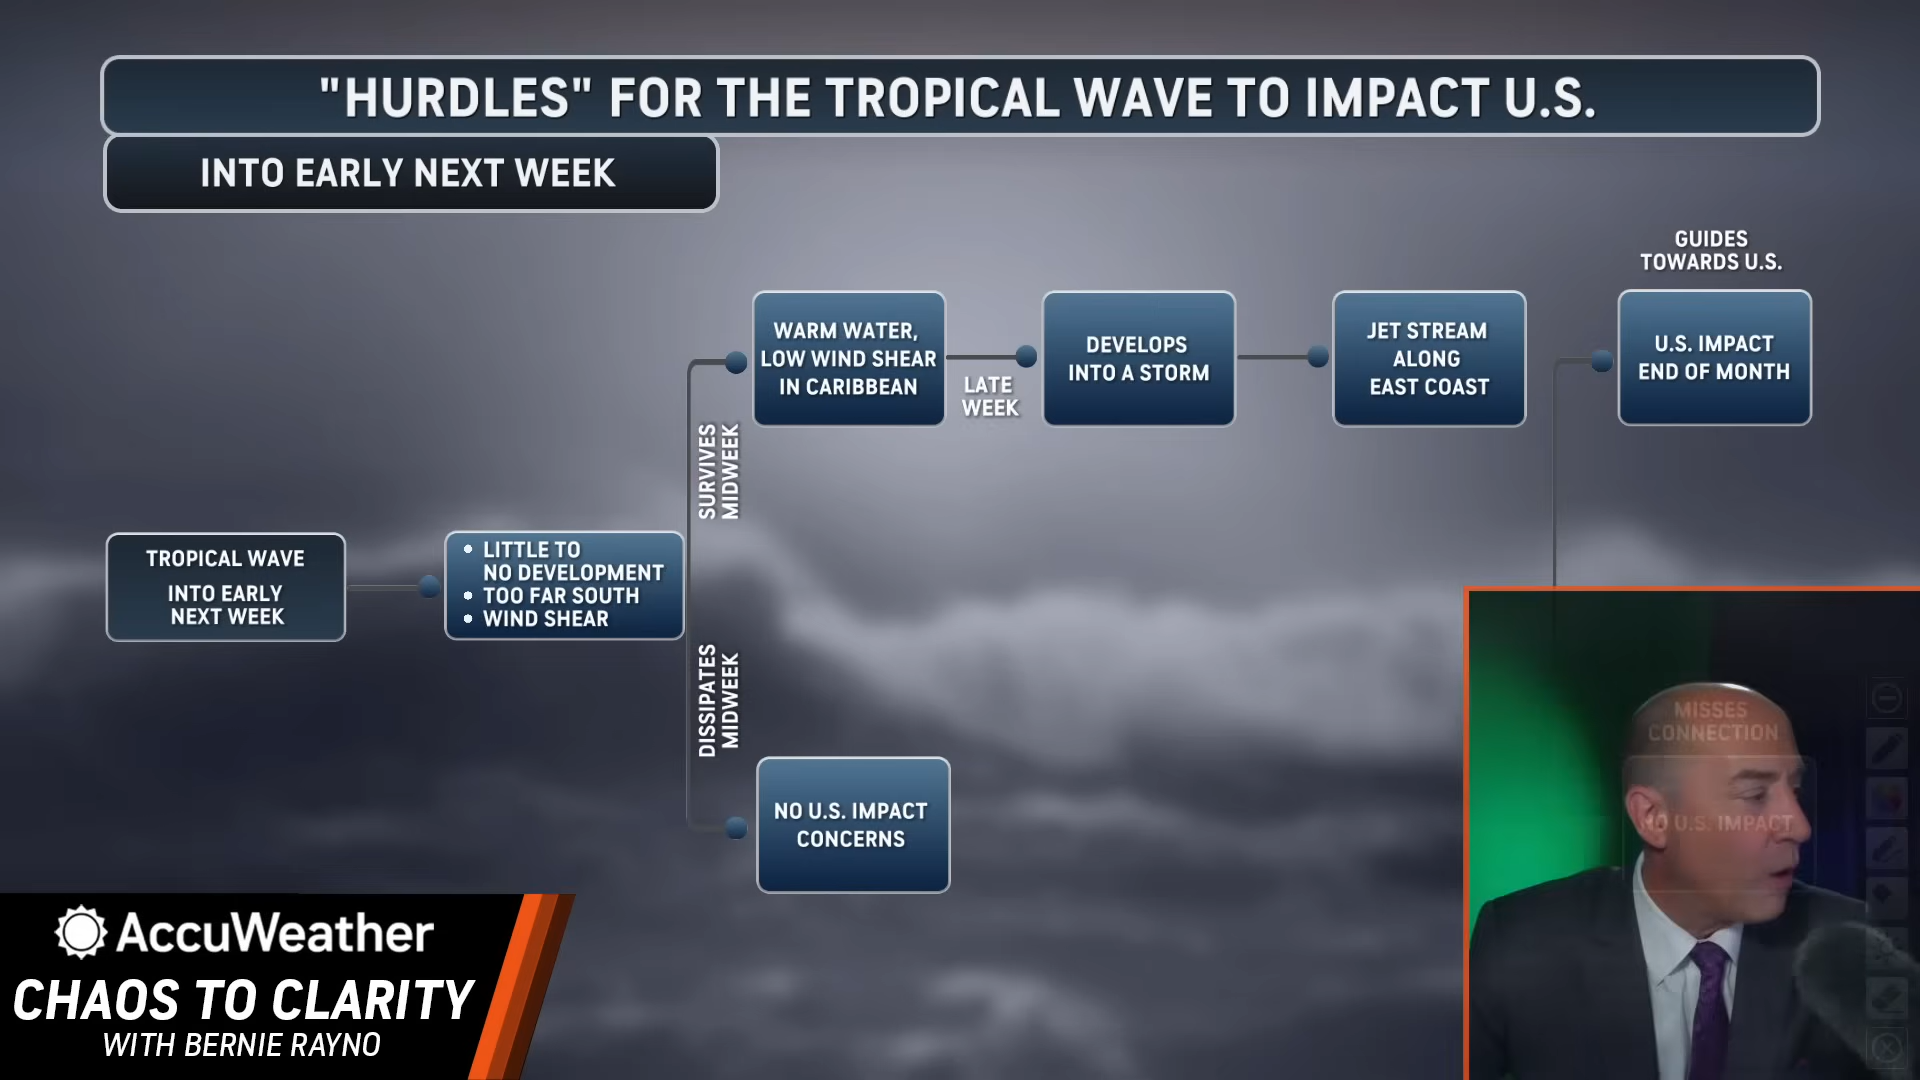 "HURDLES" FOR THE TROPICAL WAVE TO IMPACT U.S.
INTO EARLY NEXT WEEK
TROPICAL WAVE
INTO EARLY
NEXT WEEK
• LITTLE TO
NO DEVELOPMENT
• TOO FAR SOUTH
• WIND SHEAR
SURVIVES
MIDWEEK
WARM WATER,
LOW WIND SHEAR
IN CARIBBEAN
LATE
WEEK
DEVELOPS
INTO A STORM
JET STREAM
ALONG
EAST COAST
GUIDES
TOWARDS U.S.
U.S. IMPACT
END OF MONTH
DISSIPATES
MIDWEEK
NO U.S. IMPACT
CONCERNS
MISSES
CONNECTION
NO U.S. IMPACT
AccuWeather
CHAOS TO CLARITY
WITH BERNIE RAYNO